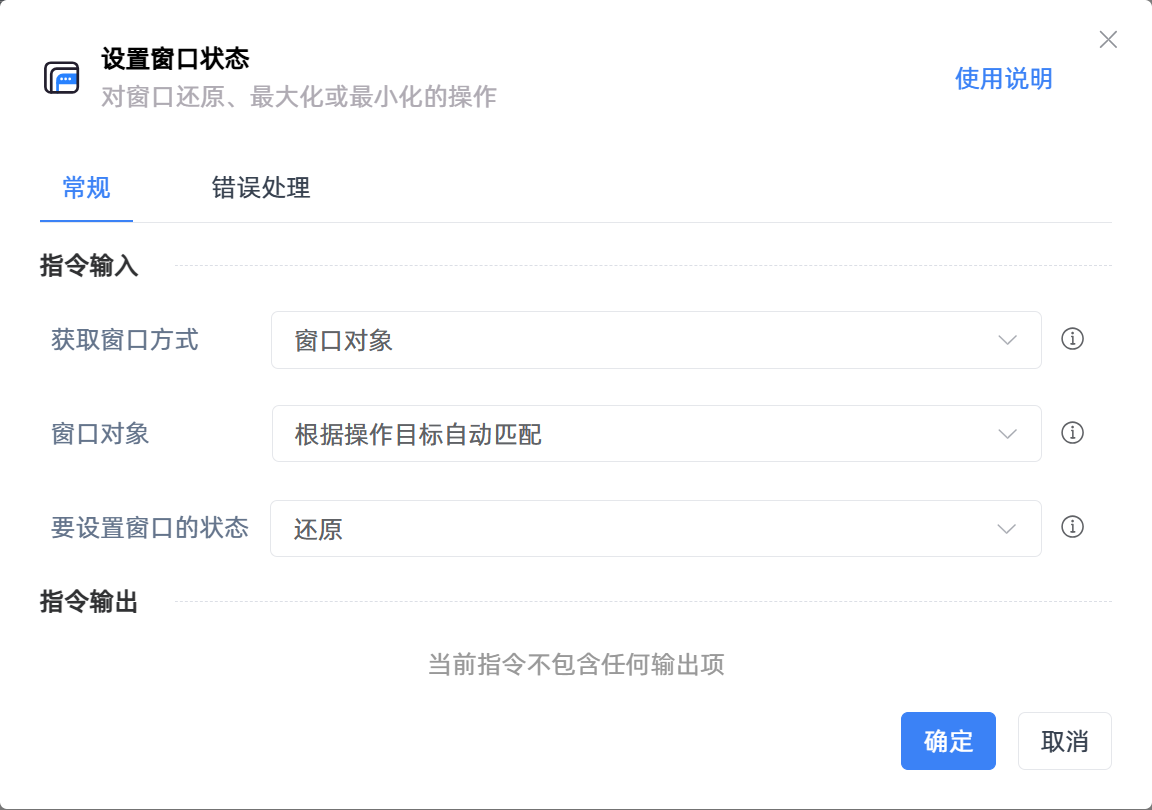 设置窗口状态
对窗口还原、最大化或最小化的操作
使用说明
常规
错误处理
指令输入
获取窗口方式
窗口对象
窗口对象
根据操作目标自动匹配
要设置窗口的状态
还原
指令输出
当前指令不包含任何输出项
确定
取消